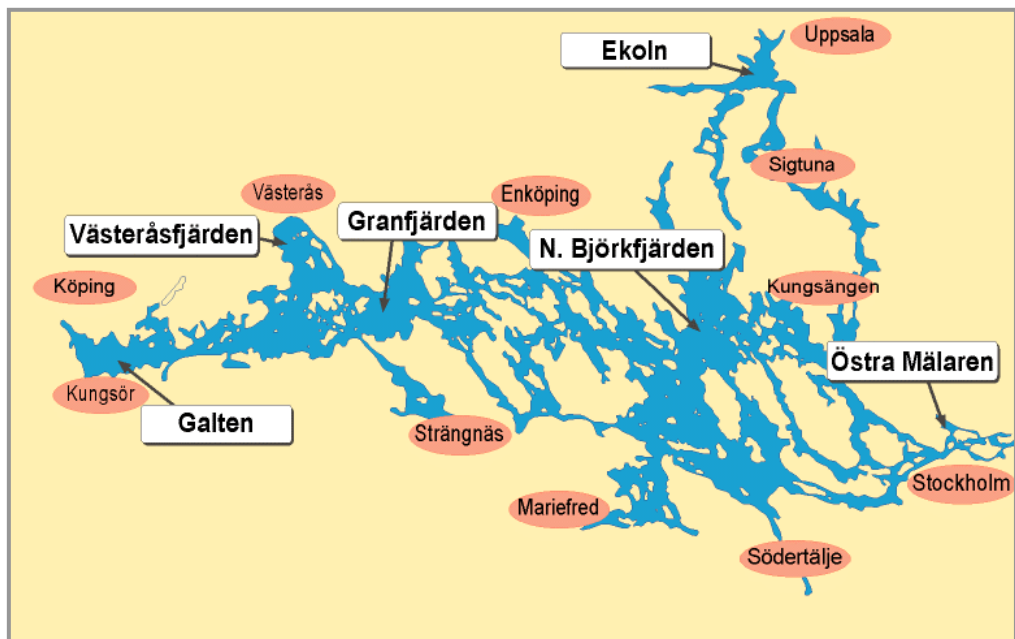 Uppsala
Ekoln
Sigtuna
Västerås
Enköping
Granfjärden
Västeråsfjärden
N. Björkfjärden
Köping
Kungsängen
Östra Mälaren
Kungsör
Galten
Strängnäs
Stockholm
Mariefred
Södertälje